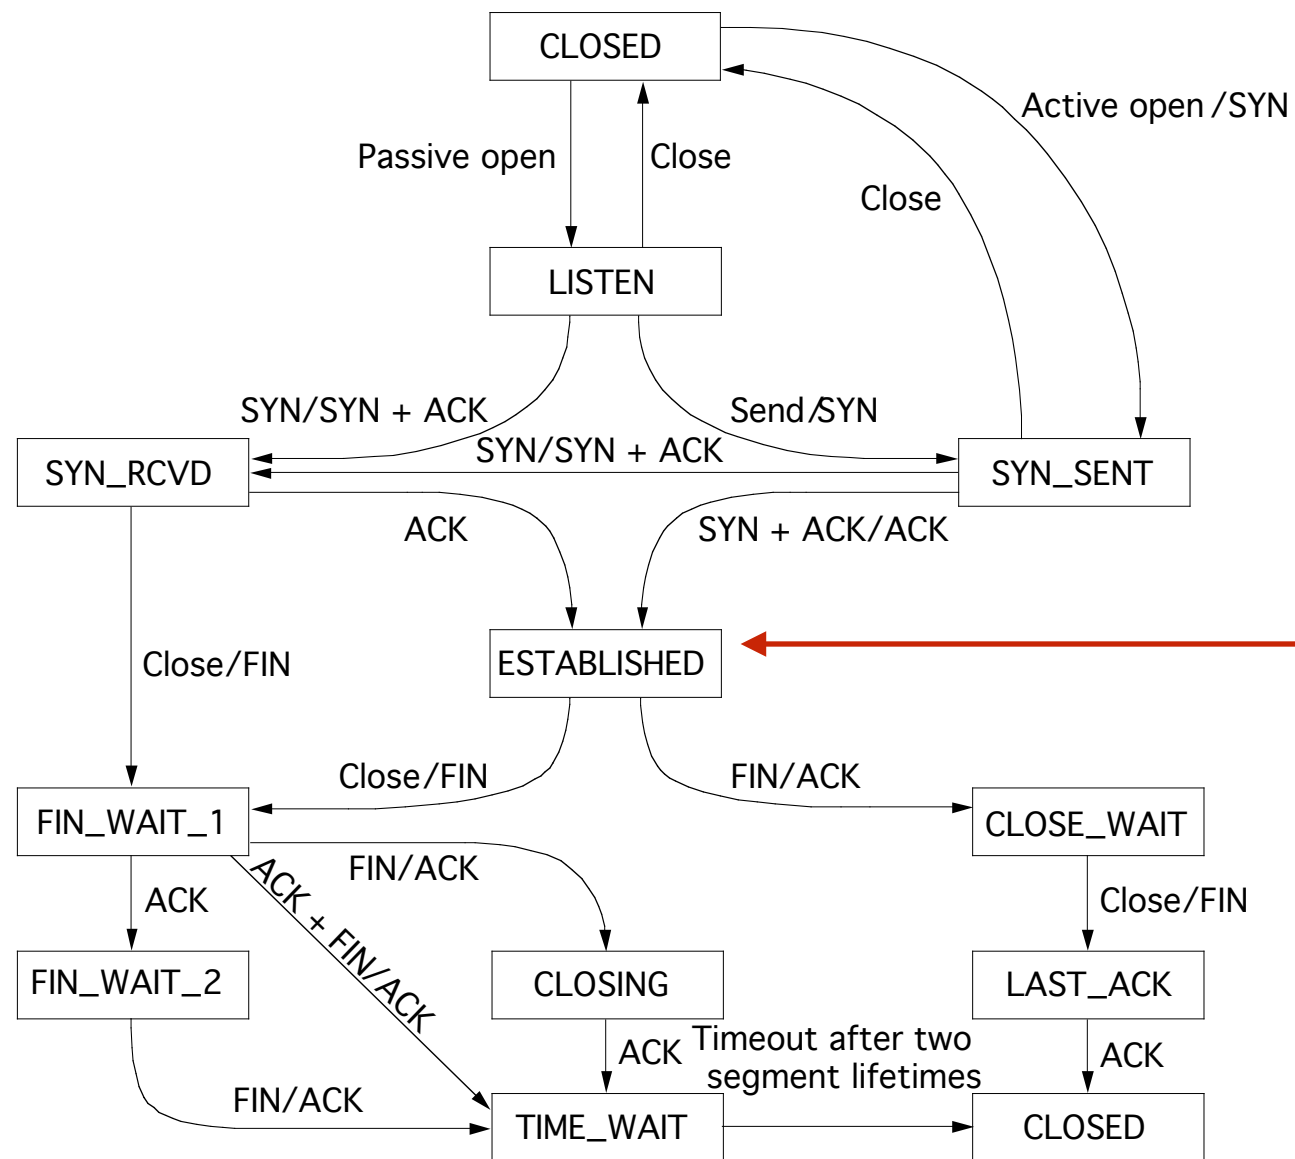 CLOSED
Active open /SYN
Passive open
Close
Close
LISTEN
SYN/SYN + ACK
Send/SYN
SYN/SYN + ACK
SYN_RCVD
SYN_SENT
ACK
SYN + ACK/ACK
ESTABLISHED
Close/FIN
Close/FIN
FIN/ACK
FIN_WAIT_1
CLOSE_WAIT
FIN/ACK
ACK + FIN/ACK
ACK
Close/FIN
FIN_WAIT_2
CLOSING
LAST_ACK
ACK
Timeout after two
segment lifetimes
ACK
FIN/ACK
TIME_WAIT
CLOSED